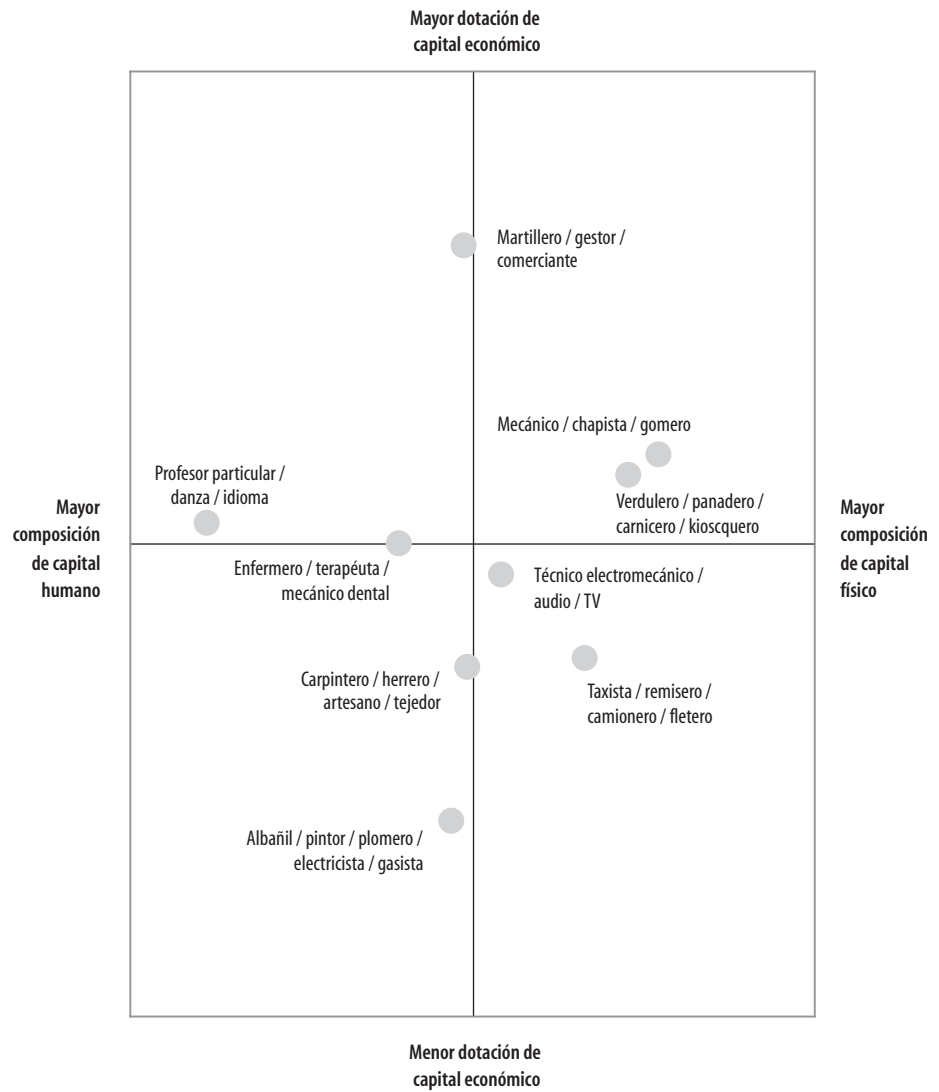 Mayor dotación de
capital económico
Martillero / gestor /
comerciante
Mecánico / chapista / gomero
Profesor particular /
danza / idioma
Verdulero / panadero /
carnicero / kioscquero
Mayor
composición
de capital
humano
Mayor
composición
de capital
físico
Enfermero / terapéuta /
mecánico dental
Técnico electromecánico /
audio / TV
Carpintero / herrero /
artesano / tejedor
Taxista / remisero /
camionero / fletero
Albañil / pintor / plomero /
electricista / gasista
Menor dotación de
capital económico